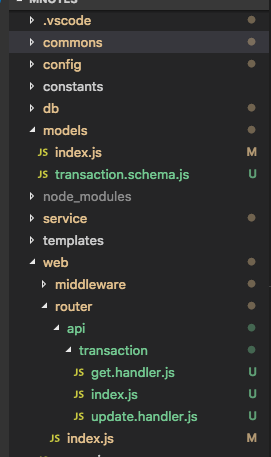 MNOTES
.vscode
commons
config
constants
db
models
JS index.js M
JS transaction.schema.js U
node_modules
service
templates
web
middleware
router
api
transaction
JS get.handler.js U
JS index.js U
JS update.handler.js U
JS index.js M